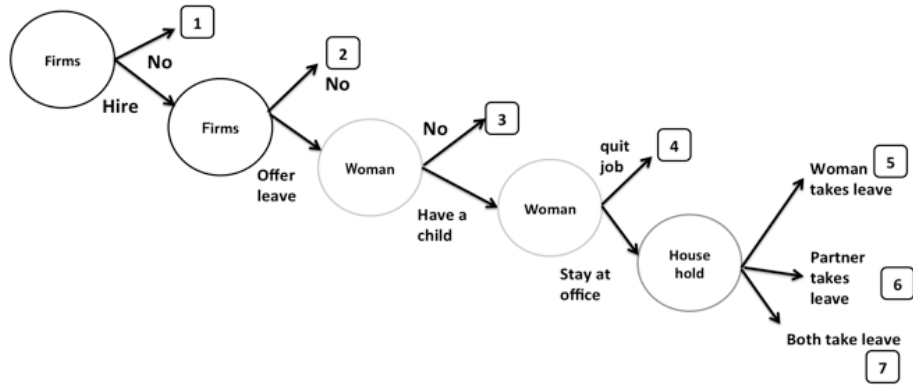 Firms
1
No
Hire
Firms
2
No
Offer
leave
Woman
No
3
Have a
child
Woman
quit
job
4
Stay at
office
House
hold
Woman
takes leave
5
Partner
takes
leave
6
Both take leave
7